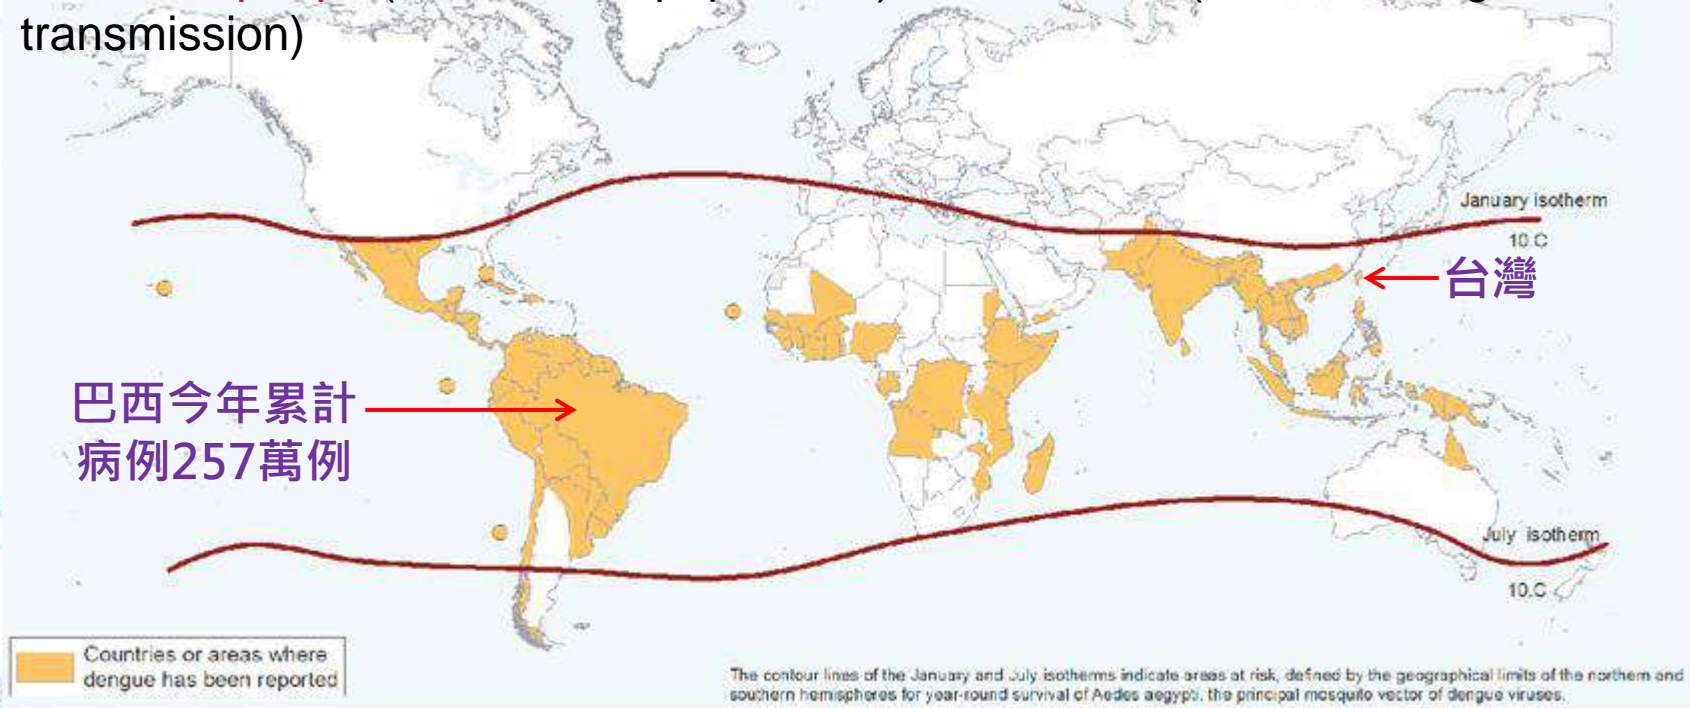 transmission)
January isotherm
10.C
台灣
巴西今年累計
病例257萬例
July isotherm
10.C
Countries or areas where
dengue has been reported
The contour lines of the January and July isotherms indicate areas at risk, defined by the geographical limits of the northern and
southern hemispheres for year-round survival of Aedes aegypti, the principal mosquito vector of dengue viruses.